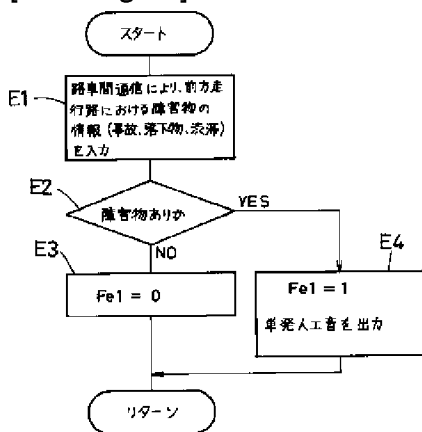 スタート
E1
路車間通信により、前方走
行路における障害物の
情報(事故、落下物、渋滞)
を入力
E2
障害物ありか
YES
NO
E3
Fe1 = 0
E4
Fe1 = 1
単発人工音を出力
リターン